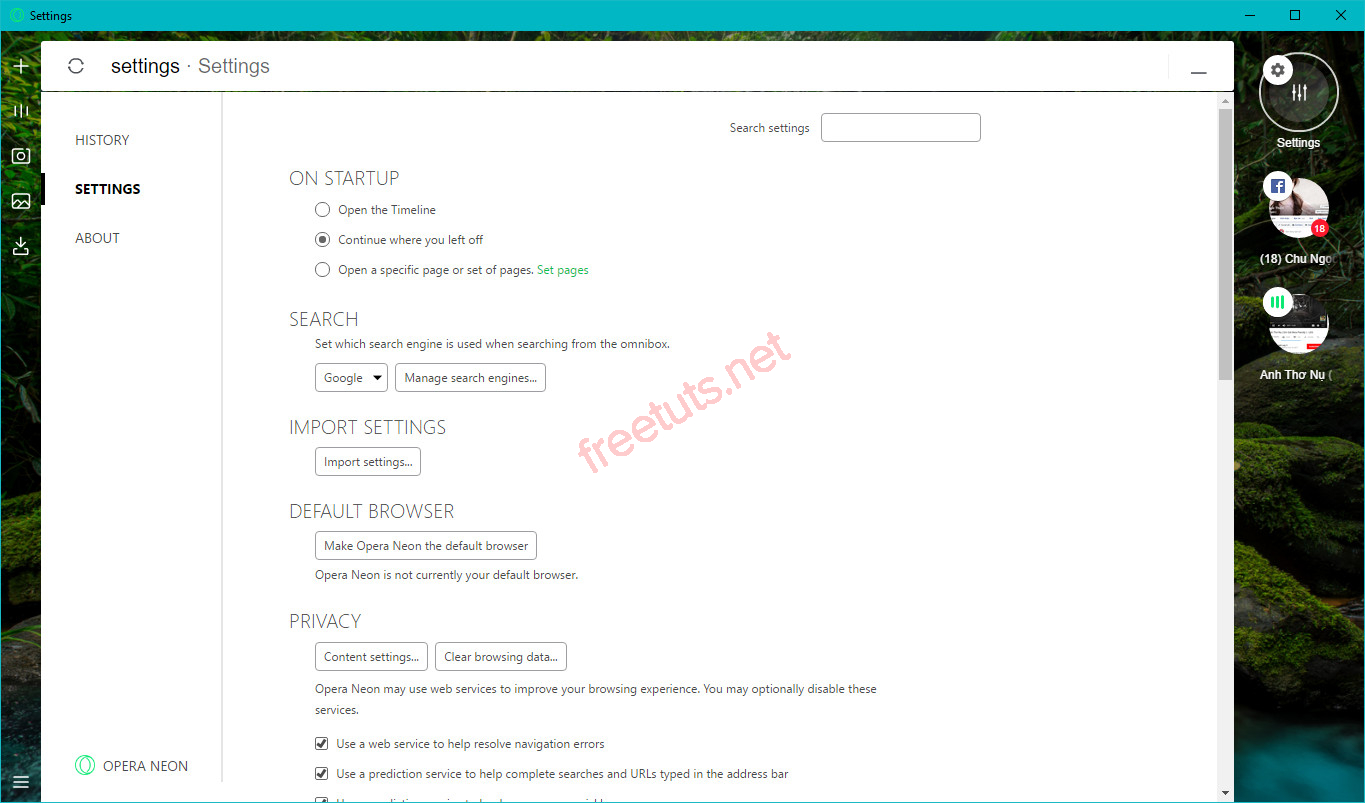 Settings
settings · Settings
HISTORY
SETTINGS
ABOUT
OPERA NEON
Search settings
ON STARTUP
Open the Timeline
Continue where you left off
Open a specific page or set of pages. Set pages
SEARCH
Set which search engine is used when searching from the omnibox.
Google
Manage search engines...
IMPORT SETTINGS
Import settings...
DEFAULT BROWSER
Make Opera Neon the default browser
Opera Neon is not currently your default browser.
PRIVACY
Content settings...
Clear browsing data...
Opera Neon may use web services to improve your browsing experience. You may optionally disable these
services.
Use a web service to help resolve navigation errors
Use a prediction service to help complete searches and URLs typed in the address bar
freetuts.net
Settings
18
(18) Chu Ngo
Anh Thơ Nụ (